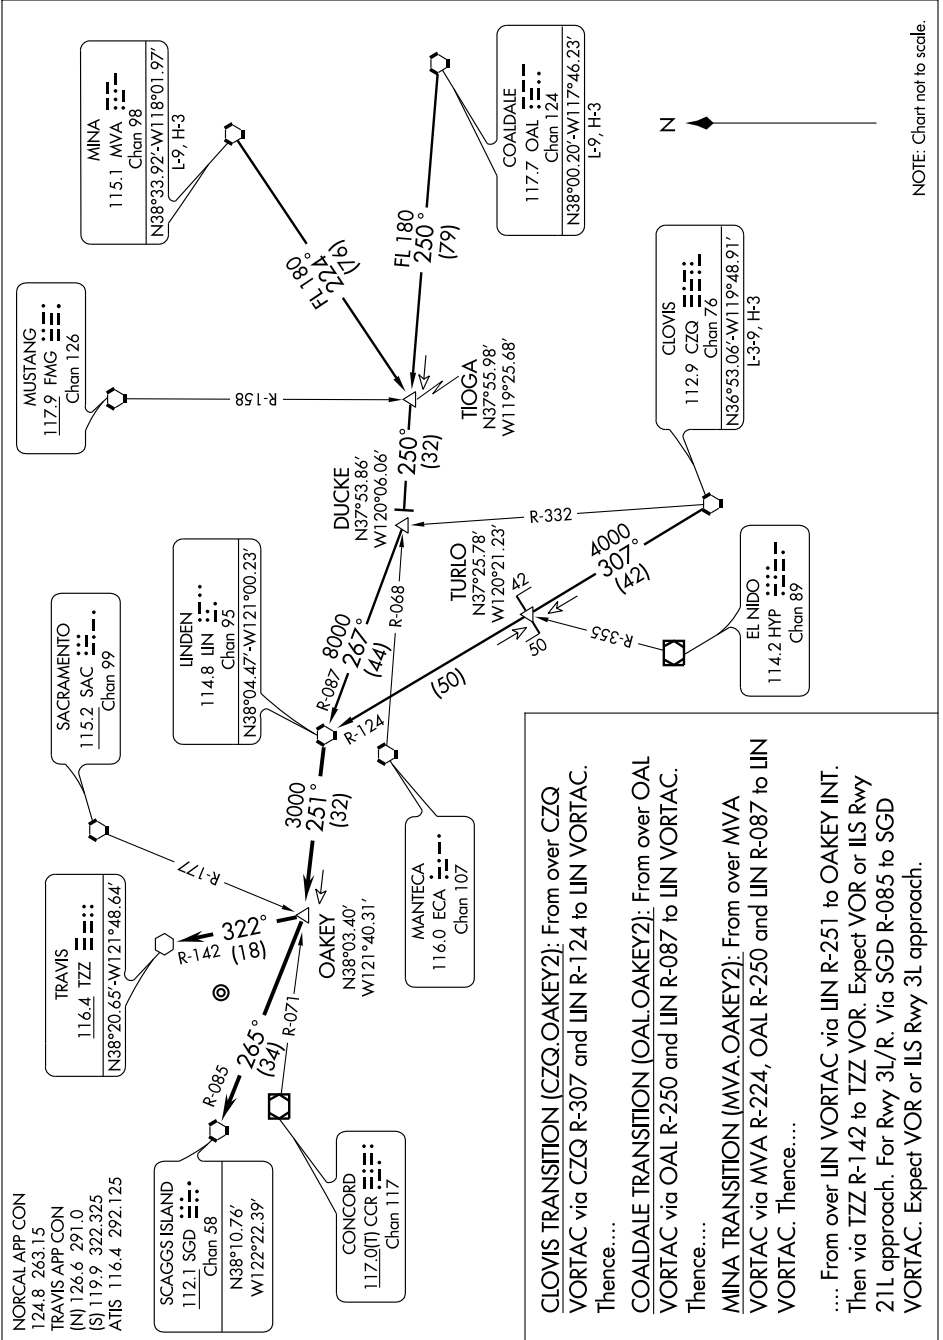 NORCAL APP CON
124.8 263.15
TRAVIS APP CON
(N) 126.6 291.0
(S) 119.9 322.325
ATIS 116.4 292.125
SCAGGS ISLAND
112.1 SGD
Chan 58
N38°10.76'
W122°22.39'
CONCORD
117.0(T) CCR
Chan 117
TRAVIS
116.4 TZZ
N38°20.65'-W121°48.64'
SACRAMENTO
115.2 SAC
Chan 99
LINDEN
114.8 LIN
Chan 95
N38°04.47'-W121°00.23'
MUSTANG
117.9 FMG
Chan 126
MINA
115.1 MVA
Chan 98
N38°33.92'-W118°01.97'
L-9, H-3
COALDALE
117.7 OAL
Chan 124
N38°00.20'-W117°46.23'
L-9, H-3
CLOVIS
112.9 CZQ
Chan 76
N36°53.06'-W119°48.91'
L-3-9, H-3
EL NIDO
114.2 HYP
Chan 89
MANTECA
116.0 ECA
Chan 107
OAKEY
N38°03.40'
W121°40.31'
DUCKE
N37°53.86'
W120°06.06'
TIOGA
N37°55.98'
W119°25.68'
TURLO
N37°25.78'
W120°21.23'
R-085
265°
(34)
R-071
R-142
322°
(18)
R-177
3000
251°
(32)
R-087
8000
267°
(44)
R-124
(50)
R-068
R-332
R-355
42
50
4000
307°
(42)
250°
(32)
R-158
FL 180
224°
(79)
FL 180
250°
(79)
N
NOTE: Chart not to scale.
CLOVIS TRANSITION (CZQ.OAKEY2): From over CZQ
VORTAC via CZQ R-307 and LIN R-124 to LIN VORTAC.
Thence....
COALDALE TRANSITION (OAL.OAKEY2): From over OAL
VORTAC via OAL R-250 and LIN R-087 to LIN VORTAC.
Thence....
MINA TRANSITION (MVA.OAKEY2): From over MVA
VORTAC via MVA R-224, OAL R-250 and LIN R-087 to LIN
VORTAC. Thence....
.... From over LIN VORTAC via LIN R-251 to OAKEY INT.
Then via TZZ R-142 to TZZ VOR. Expect VOR or ILS Rwy
21L approach. For Rwy 3L/R. Via SGD R-085 to SGD
VORTAC. Expect VOR or ILS Rwy 3L approach.